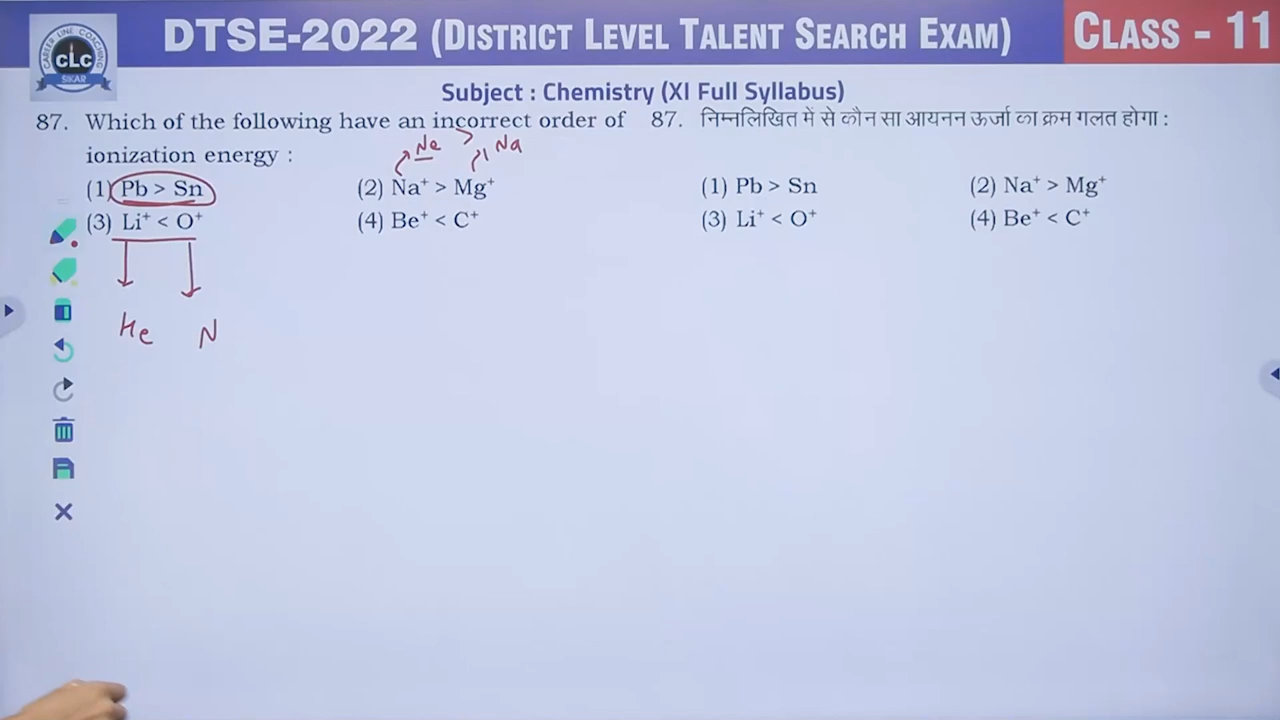 DTSE-2022 (DISTRICT LEVEL TALENT SEARCH EXAM)
CLASS - 11
CAREER LINE COACHING
CLC
SIKAR
Subject : Chemistry (XI Full Syllabus)
87. Which of the following have an incorrect order of
ionization energy :
Ne > Na
(1) Pb > Sn (2) Na⁺ > Mg⁺
(3) Li⁺ < O⁺ (4) Be⁺ < C⁺
He N
87. निम्नलिखित में से कौन सा आयनन ऊर्जा का क्रम गलत होगा :
(1) Pb > Sn (2) Na⁺ > Mg⁺
(3) Li⁺ < O⁺ (4) Be⁺ < C⁺